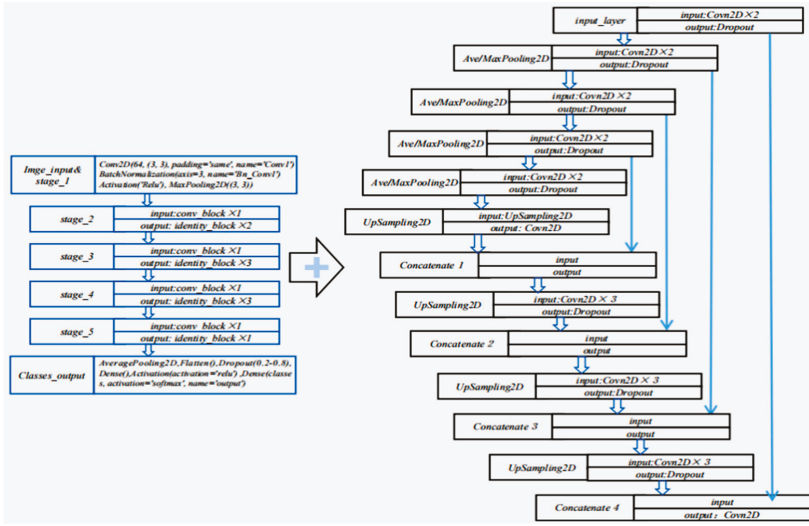 Imge_input&
stage_1
Conv2D(64, (3, 3), padding='same', name='Conv1')
BatchNormalization(axis=3, name='Bn_Conv1')
Activation('Relu'), MaxPooling2D((3, 3))
stage_2
input:conv_block ×1
output: identity_block ×2
stage_3
input:conv_block ×1
output: identity_block ×3
stage_4
input:conv_block ×1
output: identity_block ×3
stage_5
input:conv_block ×1
output: identity_block ×1
Classes_output
AveragePooling2D,Flatten(),Dropout(0.2-0.8),
Dense(),Activation(activation='relu') ,Dense(classe
s, activation='softmax', name='output')
input_layer
input:Covn2D×2
output:Dropout
Ave/MaxPooling2D
input:Covn2D×2
output:Dropout
Ave/MaxPooling2D
input:Covn2D×2
output:Dropout
Ave/MaxPooling2D
input:Covn2D×2
output:Dropout
Ave/MaxPooling2D
input:Covn2D×2
output:Dropout
UpSampling2D
input:UpSampling2D
output: Covn2D
Concatenate 1
input
output
UpSampling2D
input:Covn2D× 3
output:Dropout
Concatenate 2
input
output
UpSampling2D
input:Covn2D× 3
output:Dropout
Concatenate 3
input
output
UpSampling2D
input:Covn2D× 3
output:Dropout
Concatenate 4
input
output：Covn2D